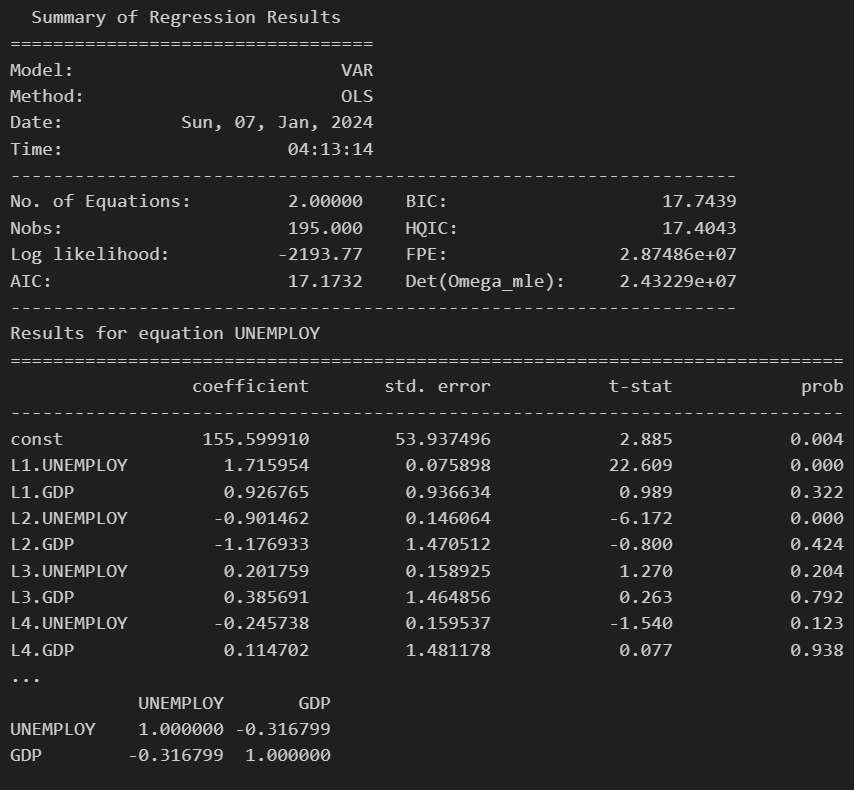 Summary of Regression Results
==================================
Model:                         VAR
Method:                        OLS
Date:           Sun, 07, Jan, 2024
Time:                     04:13:14
--------------------------------------------------------------------
No. of Equations:         2.00000    BIC:                    17.7439
Nobs:                     195.000    HQIC:                   17.4043
Log likelihood:          -2193.77    FPE:                2.87486e+07
AIC:                      17.1732    Det(Omega_mle):     2.43229e+07
--------------------------------------------------------------------
Results for equation UNEMPLOY
==============================================================================
                 coefficient       std. error           t-stat            prob
------------------------------------------------------------------------------
const             155.599910        53.937496            2.885           0.004
L1.UNEMPLOY         1.715954         0.075898           22.609           0.000
L1.GDP              0.926765         0.936634            0.989           0.322
L2.UNEMPLOY        -0.901462         0.146064           -6.172           0.000
L2.GDP             -1.176933         1.470512           -0.800           0.424
L3.UNEMPLOY         0.201759         0.158925            1.270           0.204
L3.GDP              0.385691         1.464856            0.263           0.792
L4.UNEMPLOY        -0.245738         0.159537           -1.540           0.123
L4.GDP              0.114702         1.481178            0.077           0.938
...
            UNEMPLOY       GDP
UNEMPLOY    1.000000 -0.316799
GDP        -0.316799  1.000000